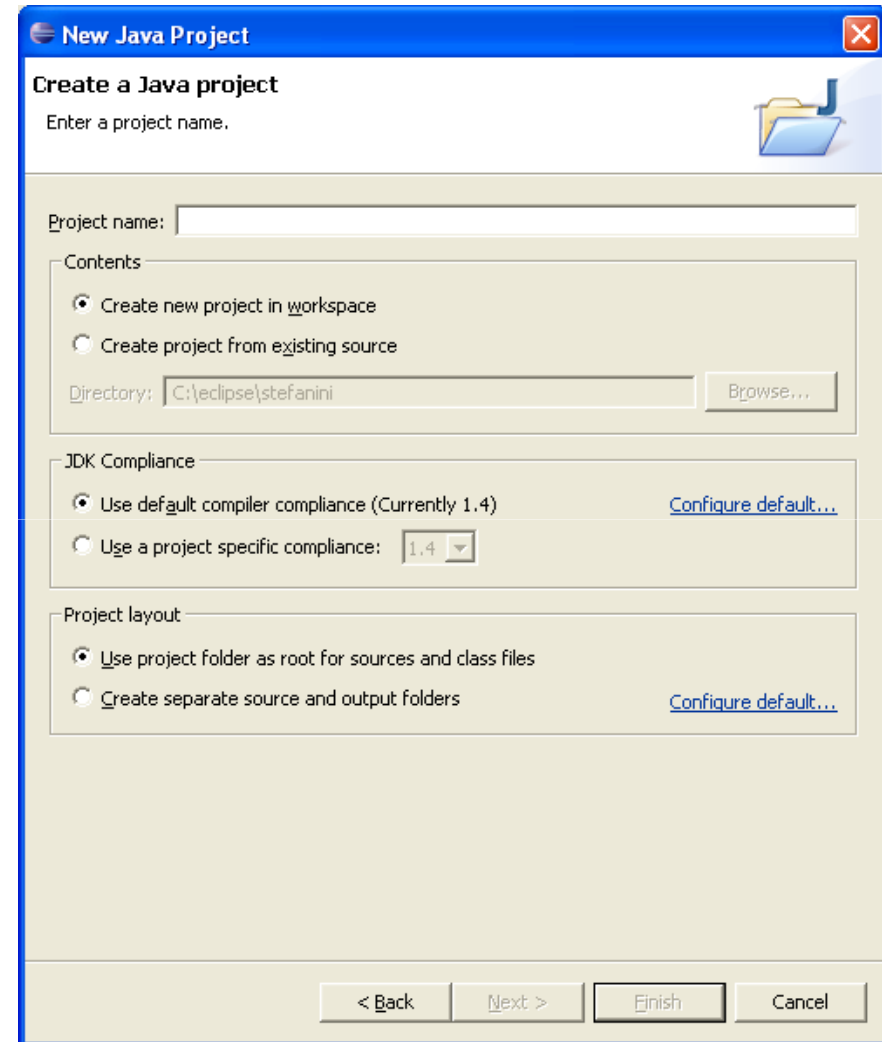 New Java Project
Create a Java project
Enter a project name.
Project name:
Contents
Create new project in workspace
Create project from existing source
Directory: C:\eclipse\stefanini Browse...
JDK Compliance
Use default compiler compliance (Currently 1.4) Configure default...
Use a project specific compliance: 1.4
Project layout
Use project folder as root for sources and class files
Create separate source and output folders Configure default...
< Back Next > Finish Cancel